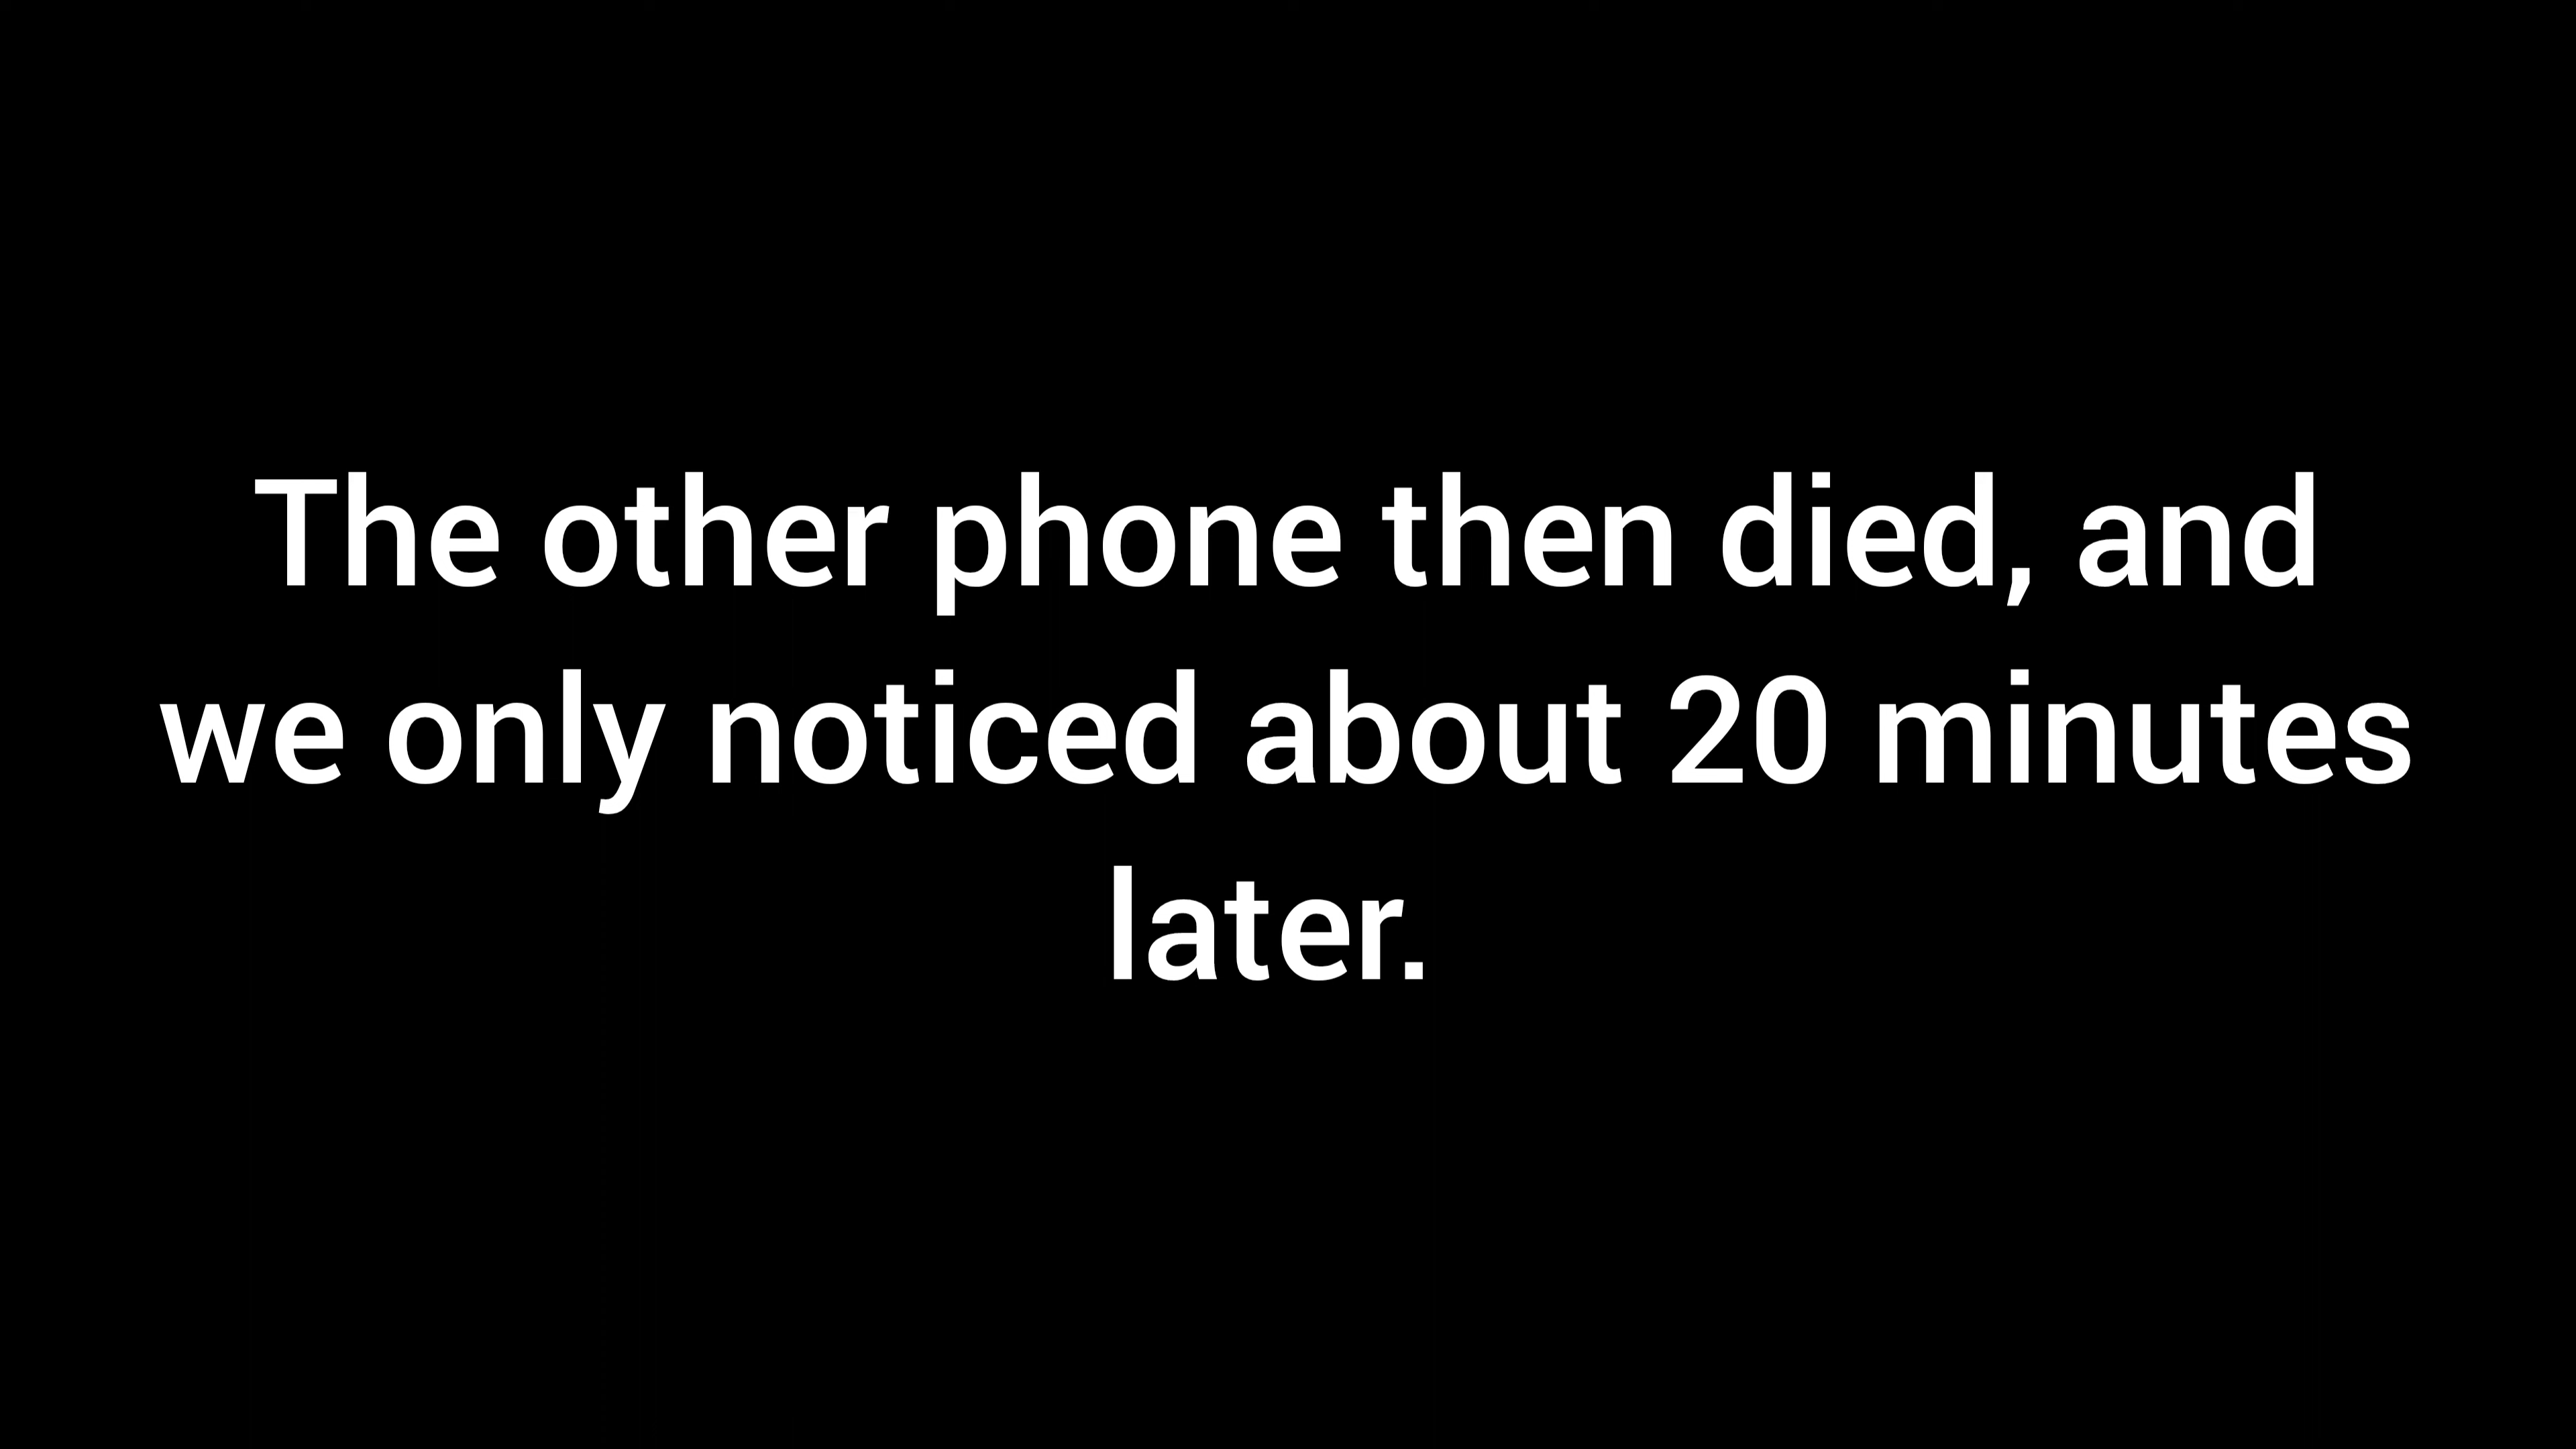 The other phone then died, and
we only noticed about 20 minutes
later.